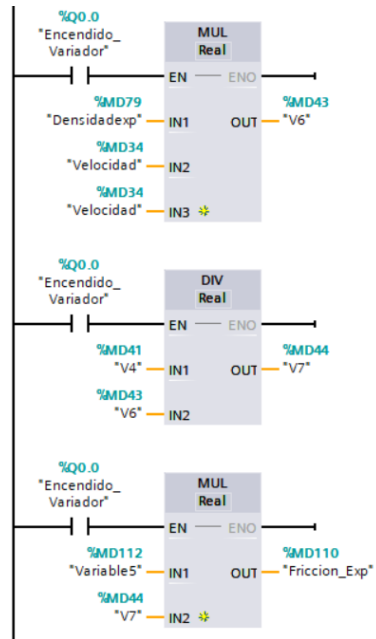 %Q0.0
"Encendido_
Variador"
MUL
Real
EN ENO
%MD79
"Densidadexp" IN1
%MD43
OUT "V6"
%MD34
"Velocidad" IN2
%MD34
"Velocidad" IN3
%Q0.0
"Encendido_
Variador"
DIV
Real
EN ENO
%MD41
"V4" IN1
%MD44
OUT "V7"
%MD43
"V6" IN2
%Q0.0
"Encendido_
Variador"
MUL
Real
EN ENO
%MD112
"Variable5" IN1
%MD110
OUT "Friccion_Exp"
%MD44
"V7" IN2